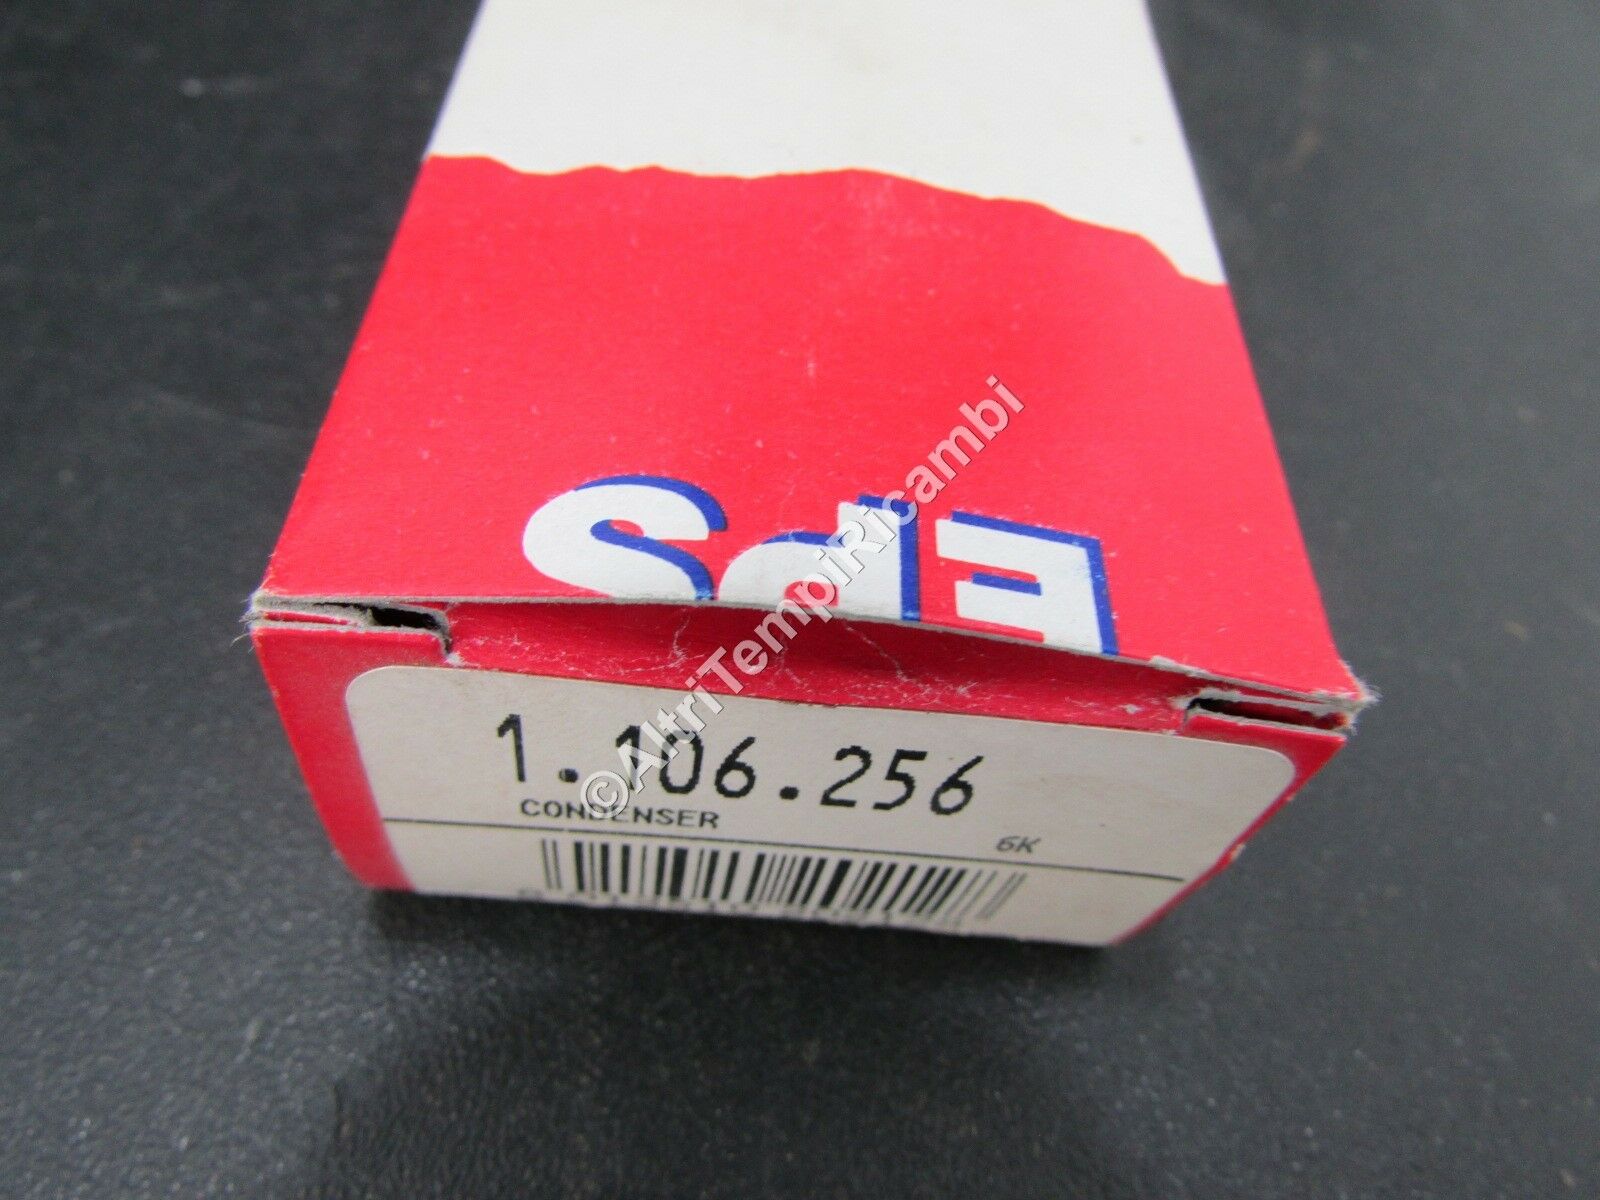 EPS
1.106.256
CONDENSER
6K
©AltriTempiRicambi